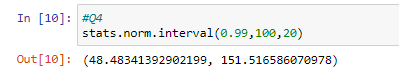 In [10]: #Q4
stats.norm.interval(0.99,100,20)
Out[10]: (48.48341392902199, 151.516586070978)